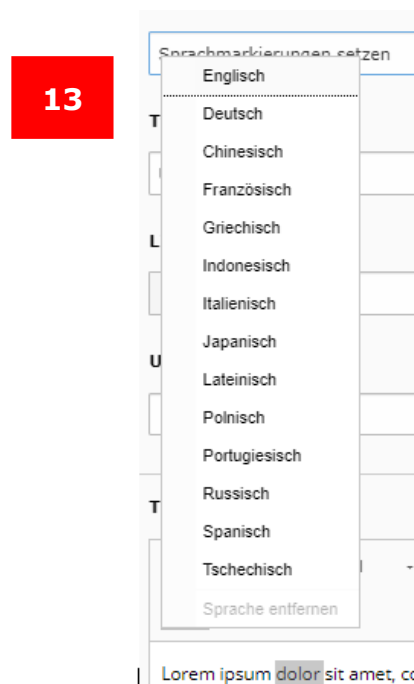 Sprachmarkierungen setzen
13
Englisch
T
Deutsch
Chinesisch
Französisch
L
Griechisch
Indonesisch
Italienisch
Japanisch
U
Lateinisch
Polnisch
Portugiesisch
T
Russisch
Spanisch
Tschechisch
Sprache entfernen
Lorem ipsum dolor sit amet, co